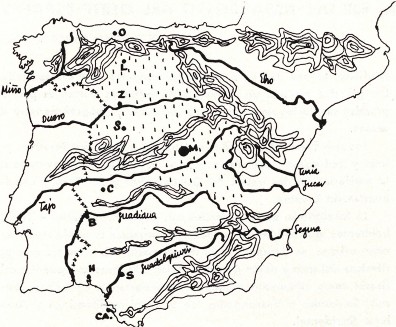 O
L
Miño
Ebro
Z
Duero
S.
M.
Turia
Jucar
C
Tajo
B
Guadiana
Segura
H
S
Guadalquivir
CA.